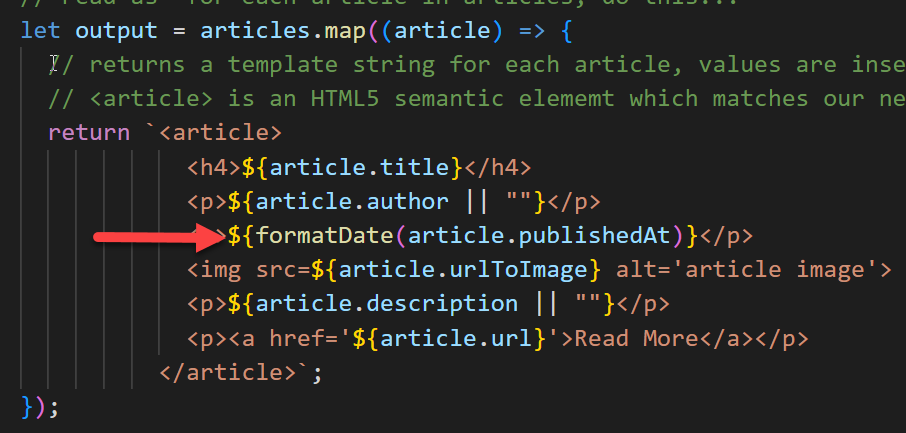 // read as "for each article in articles, do this...
let output = articles.map((article) => {
// returns a template string for each article, values are inse
// <article> is an HTML5 semantic elememt which matches our ne
return `<article>
<h4>${article.title}</h4>
<p>${article.author || ""}</p>
>${formatDate(article.publishedAt)}</p>
<img src=${article.urlToImage} alt='article image'>
<p>${article.description || ""}</p>
<p><a href='${article.url}'>Read More</a></p>
</article>`;
});